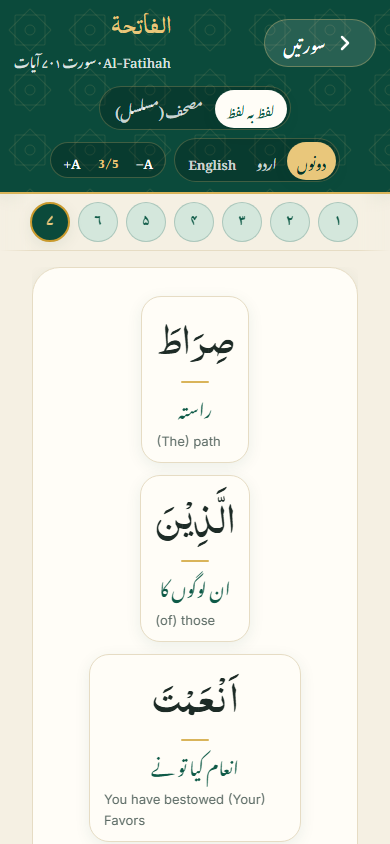 الفاتحة
سورتیں
Al-Fatihah · سورت ۱ · ۷ آیات
لفظ بہ لفظ
مصحف (مسلسل)
دونوں
اردو
English
A−
3/5
A+
۱ ۲ ۳ ۴ ۵ ۶ ۷
صِرَاطَ
راستہ
(The) path
الَّذِيْنَ
ان لوگوں کا
(of) those
اَنْعَمْتَ
انعام کیا تو نے
You have bestowed (Your)
Favors